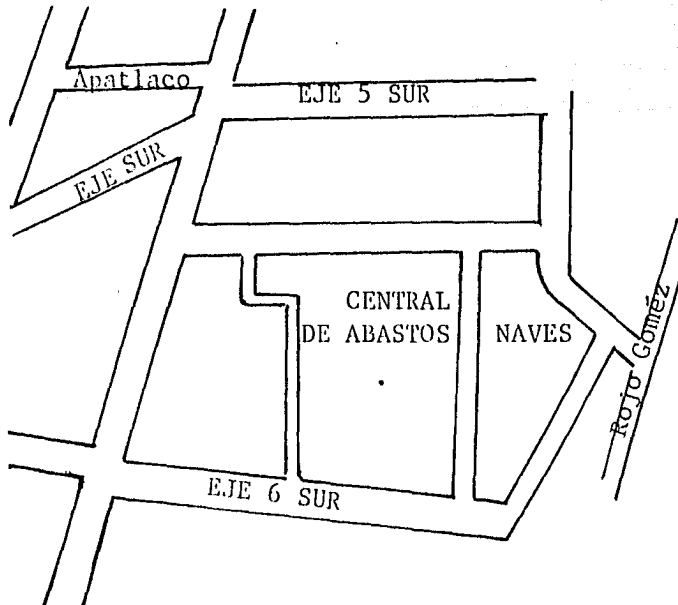 Apatlaco
EJE 5 SUR
EJE SUR
CENTRAL
DE ABASTOS
NAVES
Rojo Gómez
EJE 6 SUR